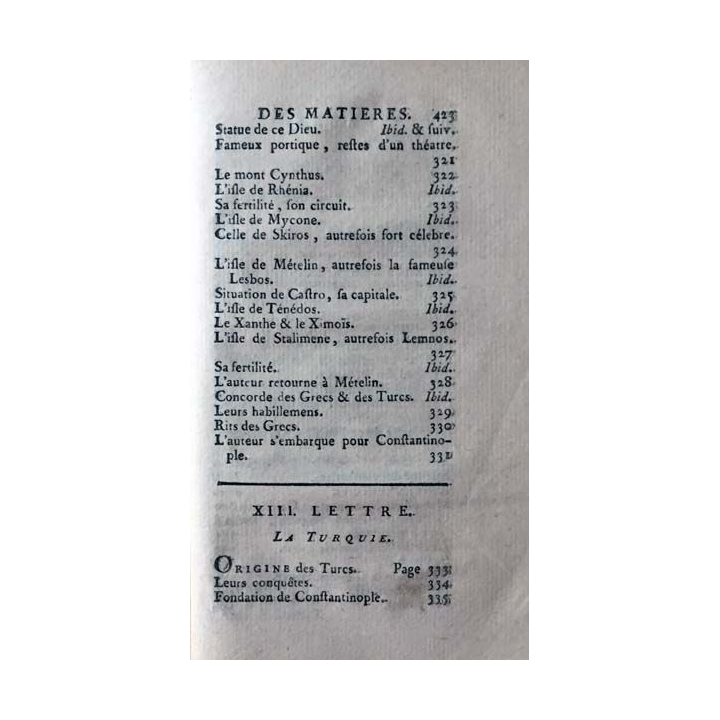 DES MATIERES. 425
Statue de ce Dieu. Ibid. & ſuiv.
Fameux portique, reſtes d'un théatre.
321
Le mont Cynthus. 322
L'iſle de Rhénia. Ibid.
Sa fertilité, ſon circuit. 323
L'iſle de Mycone. Ibid.
Celle de Skiros, autrefois fort célebre.
324
L'iſle de Mételin, autrefois la fameuſe
Lesbos. Ibid.
Situation de Caſtro, ſa capitale. 325
L'iſle de Ténédos. Ibid.
Le Xanthe & le Ximoïs. 326
L'iſle de Stalimene, autrefois Lemnos.
327
Sa fertilité. Ibid.
L'auteur retourne à Mételin. 328
Concorde des Grecs & des Turcs. Ibid.
Leurs habillemens. 329
Rits des Grecs. 330
L'auteur s'embarque pour Conſtantino-
ple. 331
XIII. LETTRE.
LA TURQUIE.
ORIGINE des Turcs. Page 333
Leurs conquêtes. 334
Fondation de Conſtantinople. 335